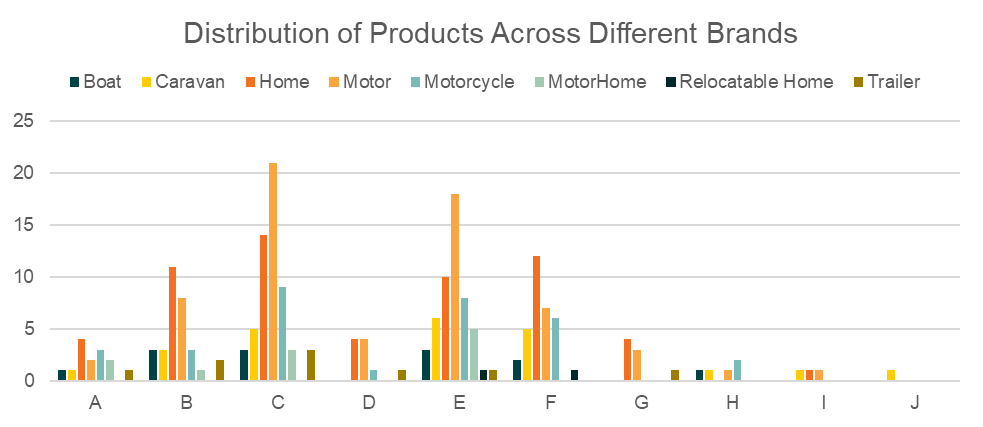 Distribution of Products Across Different Brands
Boat Caravan Home Motor Motorcycle MotorHome Relocatable Home Trailer
25
20
15
10
5
0
A B C D E F G H I J